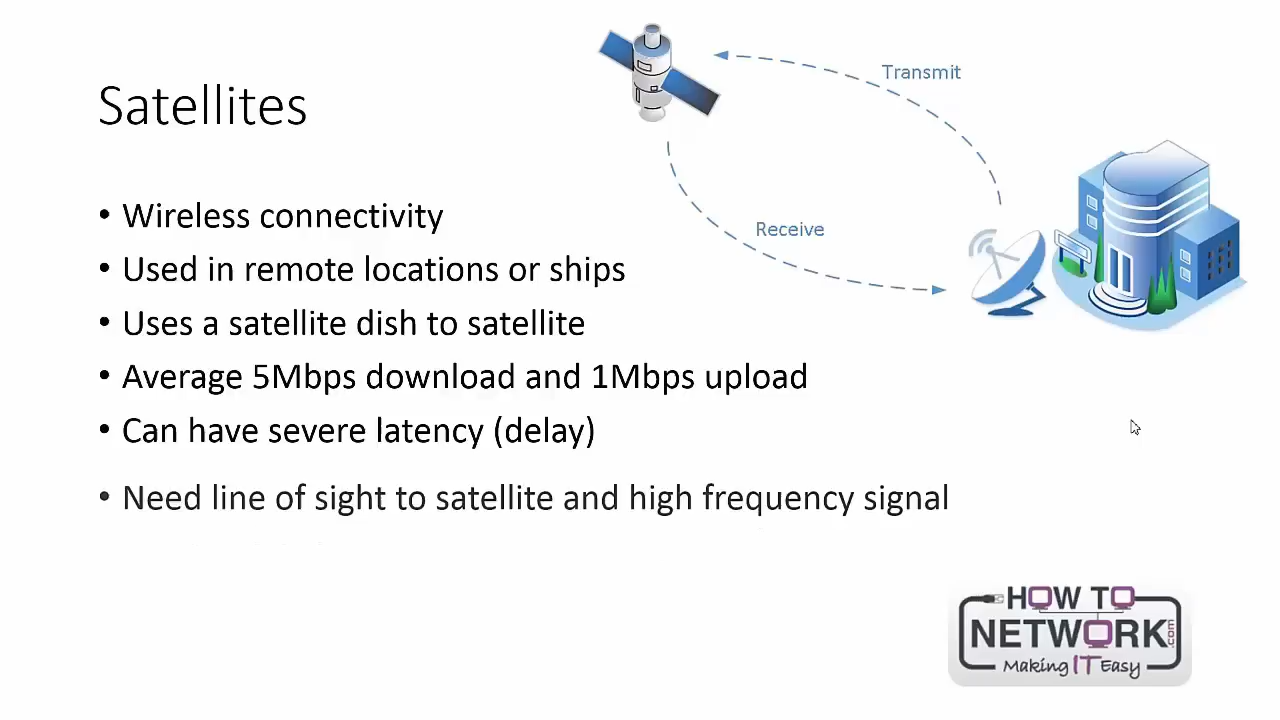 Satellites
Transmit
Receive
• Wireless connectivity
• Used in remote locations or ships
• Uses a satellite dish to satellite
• Average 5Mbps download and 1Mbps upload
• Can have severe latency (delay)
• Need line of sight to satellite and high frequency signal
HOW TO
NETWORK.com
Making IT Easy